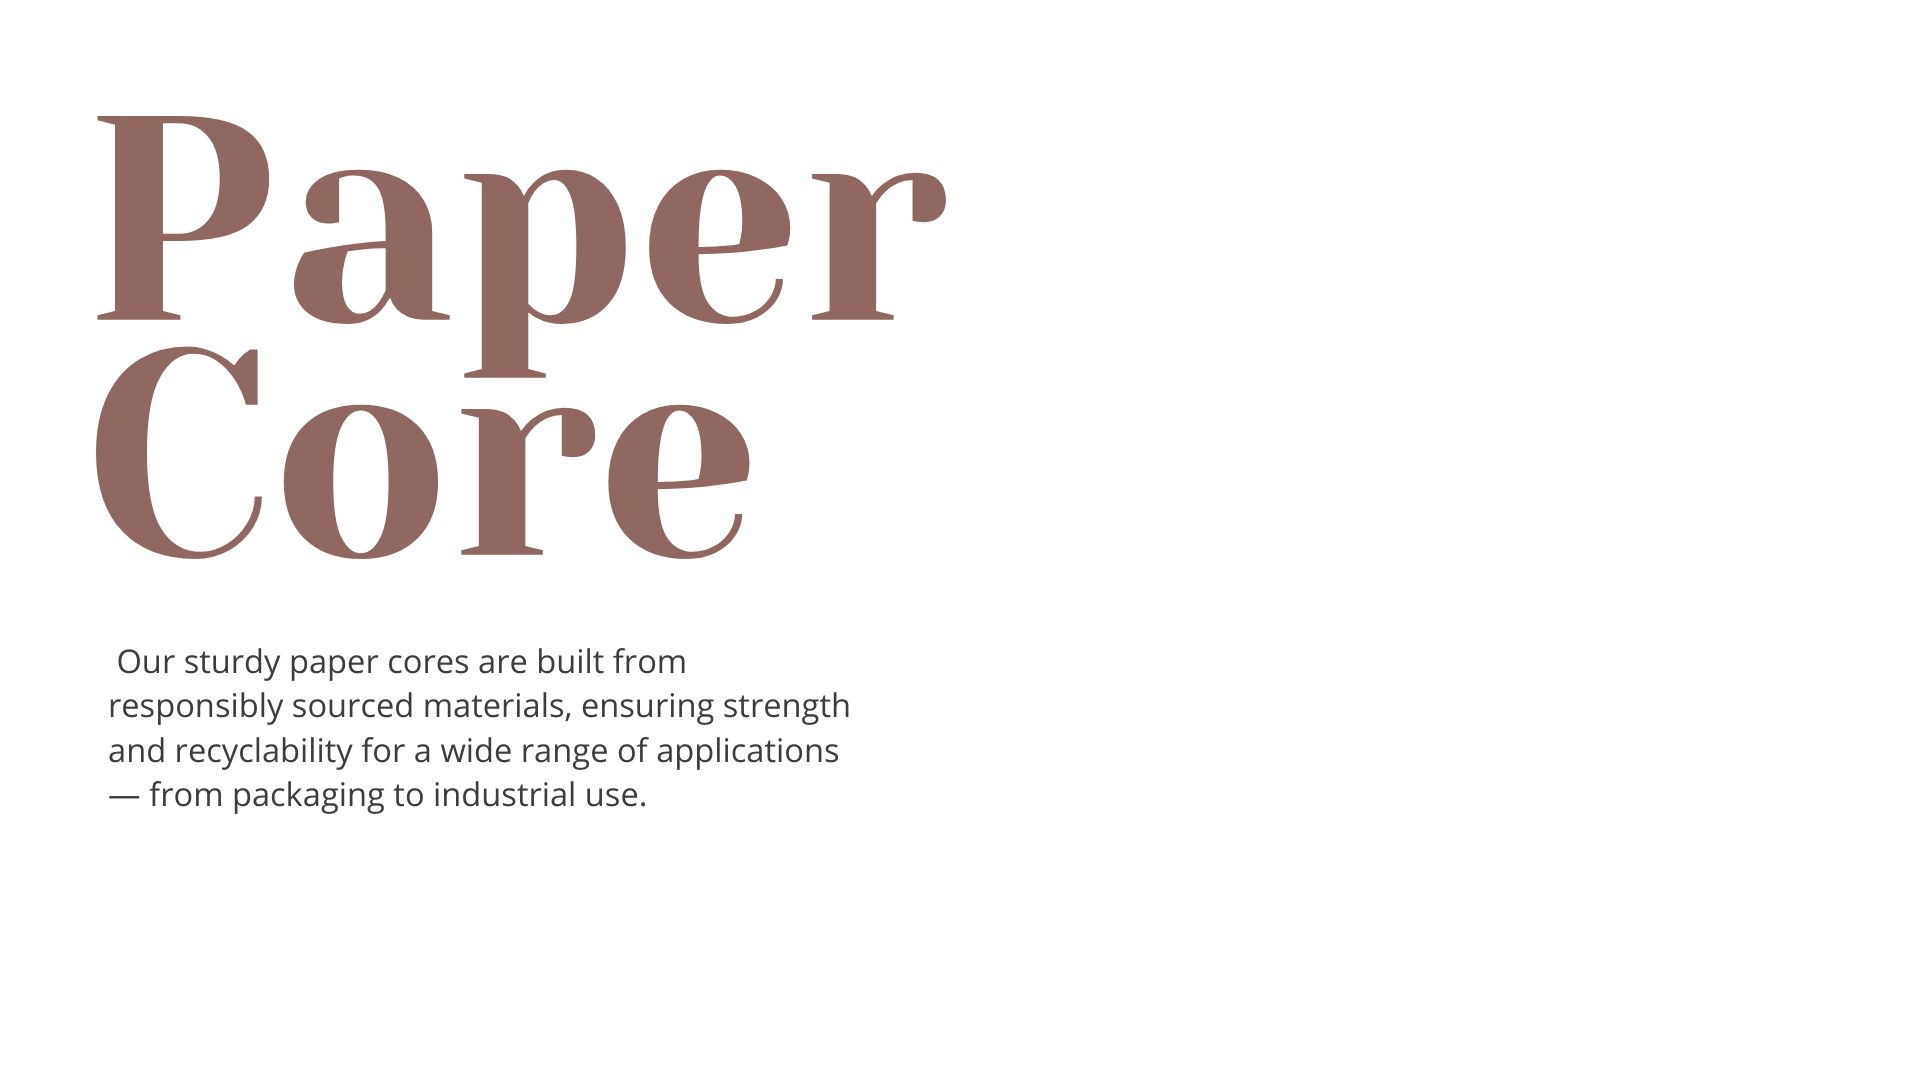 Paper
Core
Our sturdy paper cores are built from
responsibly sourced materials, ensuring strength
and recyclability for a wide range of applications
— from packaging to industrial use.